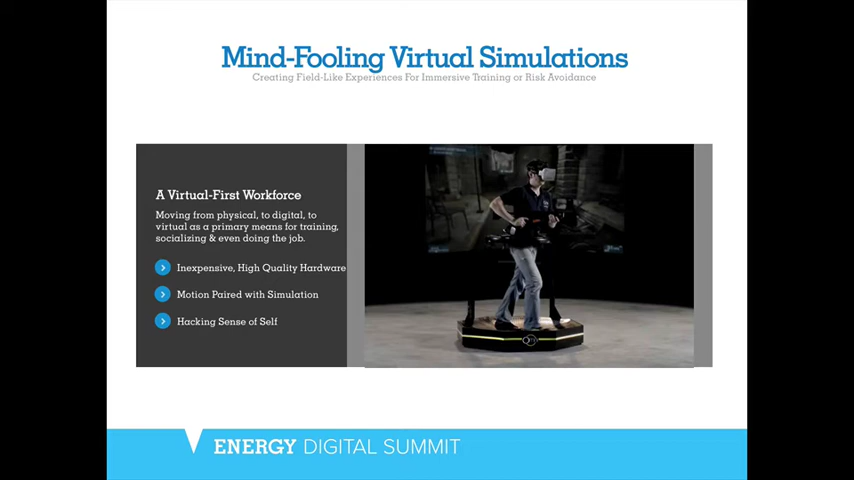 Mind-Fooling Virtual Simulations
Creating Field-Like Experiences For Immersive Training or Risk Avoidance
A Virtual-First Workforce
Moving from physical, to digital, to
virtual as a primary means for training,
socializing & even doing the job.
Inexpensive, High Quality Hardware
Motion Paired with Simulation
Hacking Sense of Self
ENERGY DIGITAL SUMMIT